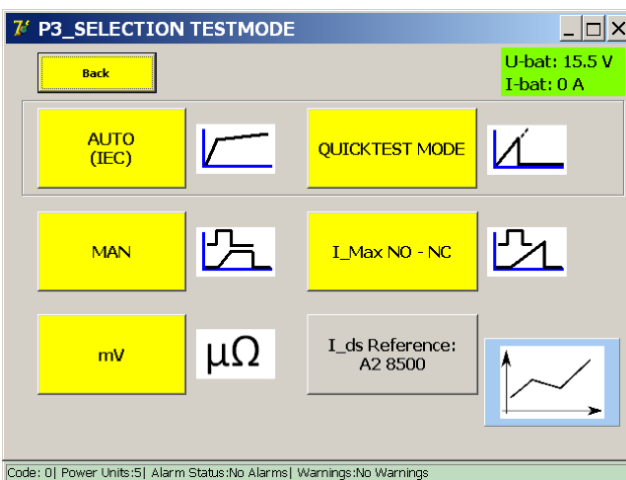 P3_SELECTION TESTMODE
Back
U-bat: 15.5 V
I-bat: 0 A
AUTO
(IEC)
QUICKTEST MODE
MAN
I_Max NO - NC
mV
μΩ
I_ds Reference:
A2 8500
Code: 0| Power Units:5| Alarm Status:No Alarms| Warnings:No Warnings